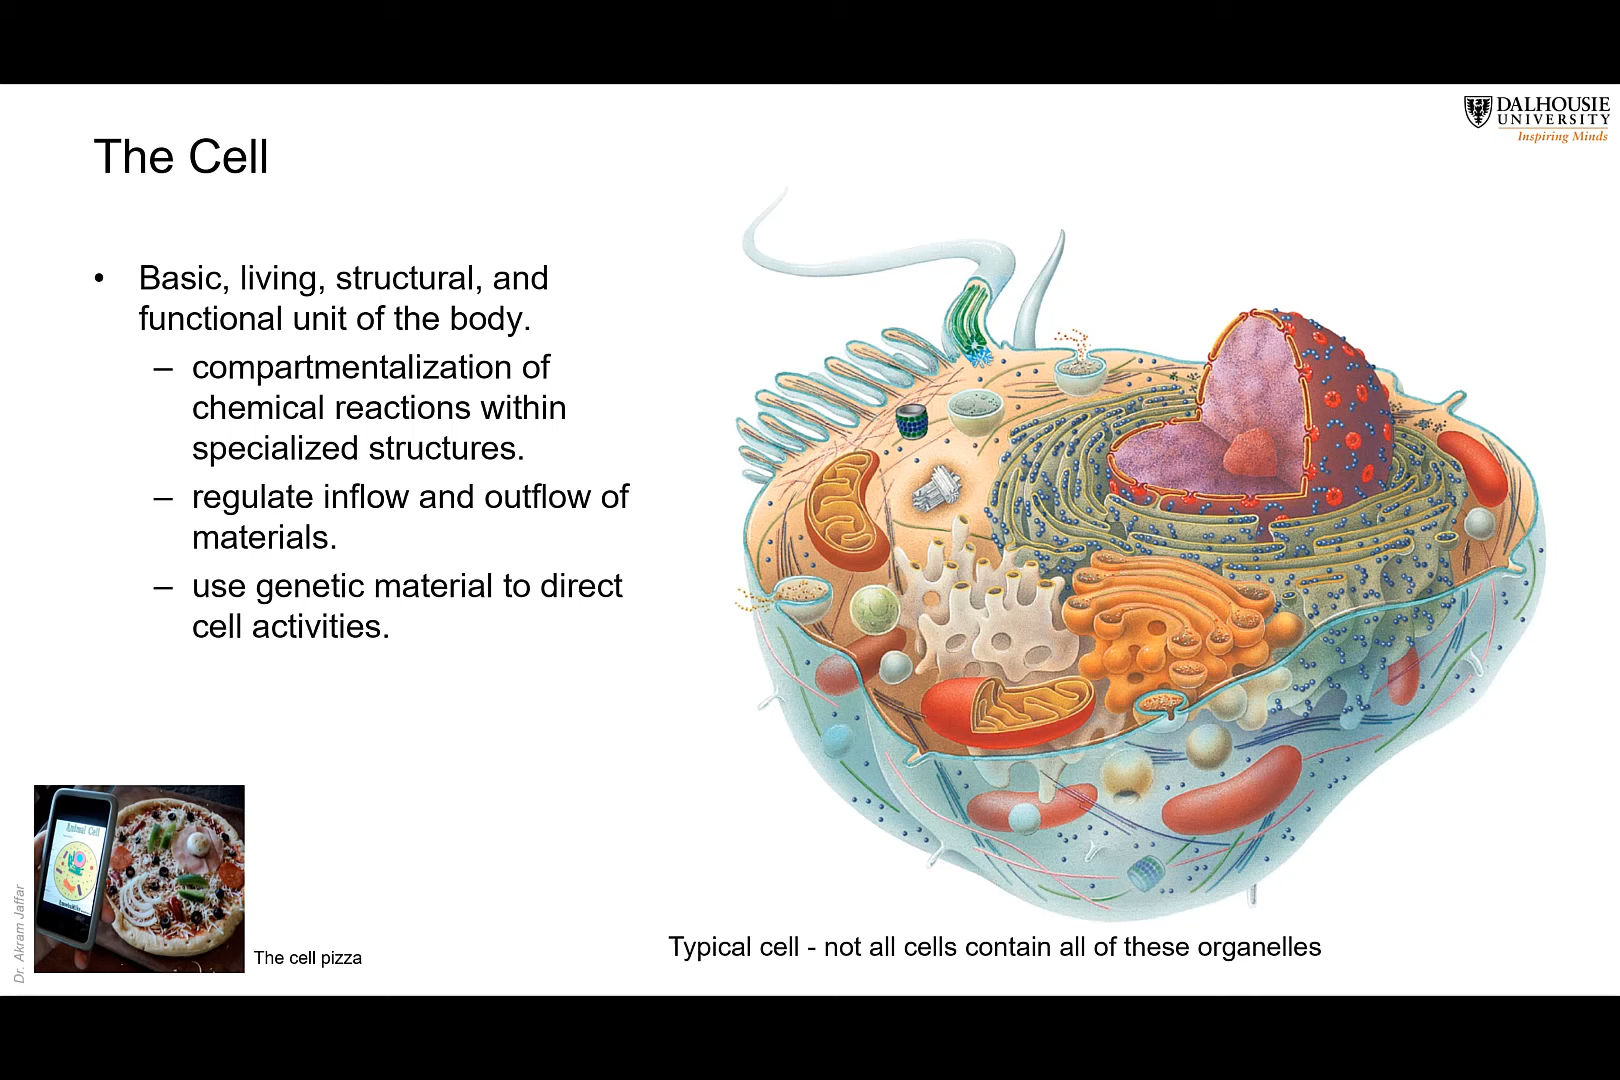 DALHOUSIE
UNIVERSITY
Inspiring Minds
The Cell
• Basic, living, structural, and
functional unit of the body.
– compartmentalization of
chemical reactions within
specialized structures.
– regulate inflow and outflow of
materials.
– use genetic material to direct
cell activities.
Animal Cell
The cell pizza
Typical cell - not all cells contain all of these organelles
Dr. Akram Jaffar